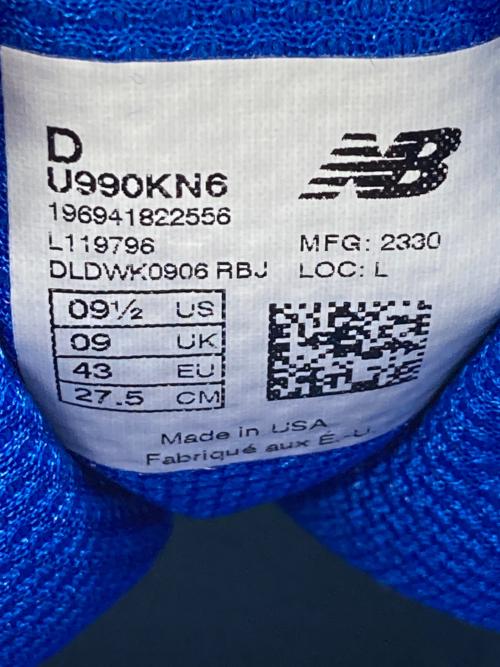 D
NB
U990KN6
196941822556
L119796
MFG: 2330
DLDWK0906 RBJ
LOC: L
09½ US
09 UK
43 EU
27.5 CM
Made in USA
Fabriqué aux É.-U.